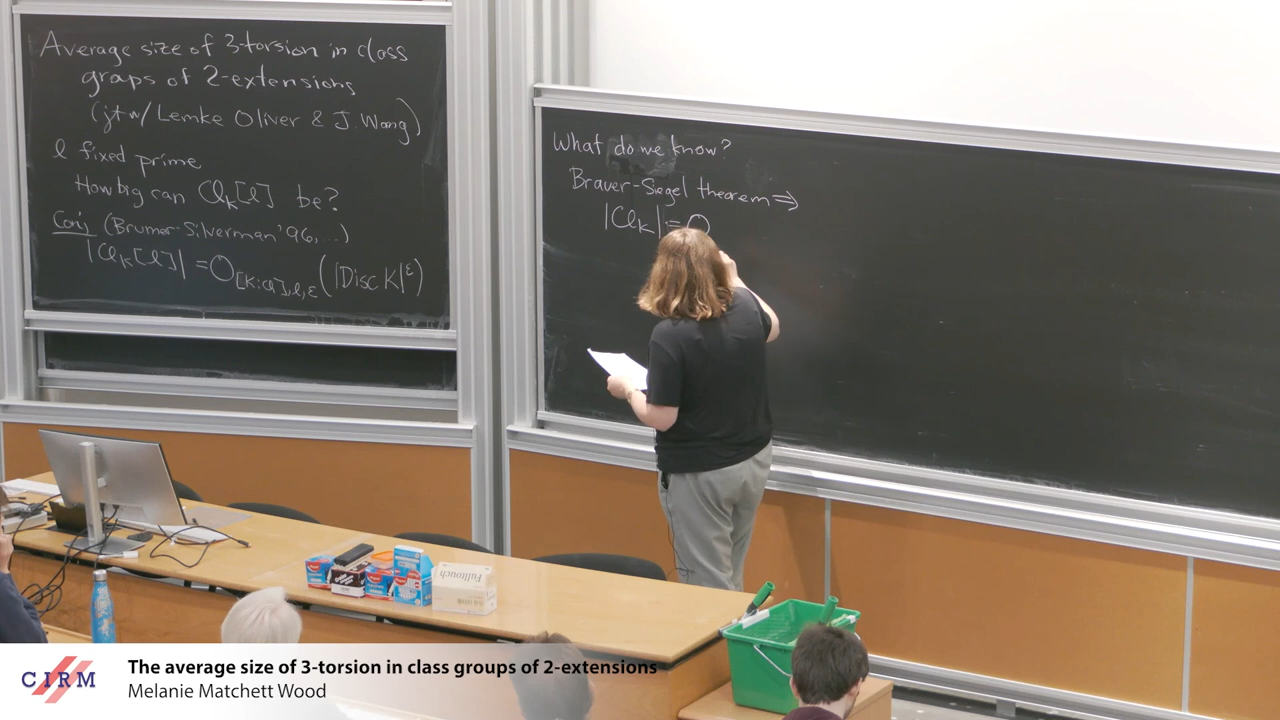 Average size of 3-torsion in class
groups of 2-extensions
(jt w/ Lemke Oliver & J. Wang)
ℓ fixed prime
How big can Cl_K[ℓ] be?
Conj (Brumer-Silverman '96, ...)
|Cl_K[ℓ]| = O_{[K:Q],ℓ,ε}(|Disc K|^ε)
What do we know?
Brauer-Siegel theorem ⇒
|Cl_K| = O
Fulltouch
CIRM
The average size of 3-torsion in class groups of 2-extensions
Melanie Matchett Wood